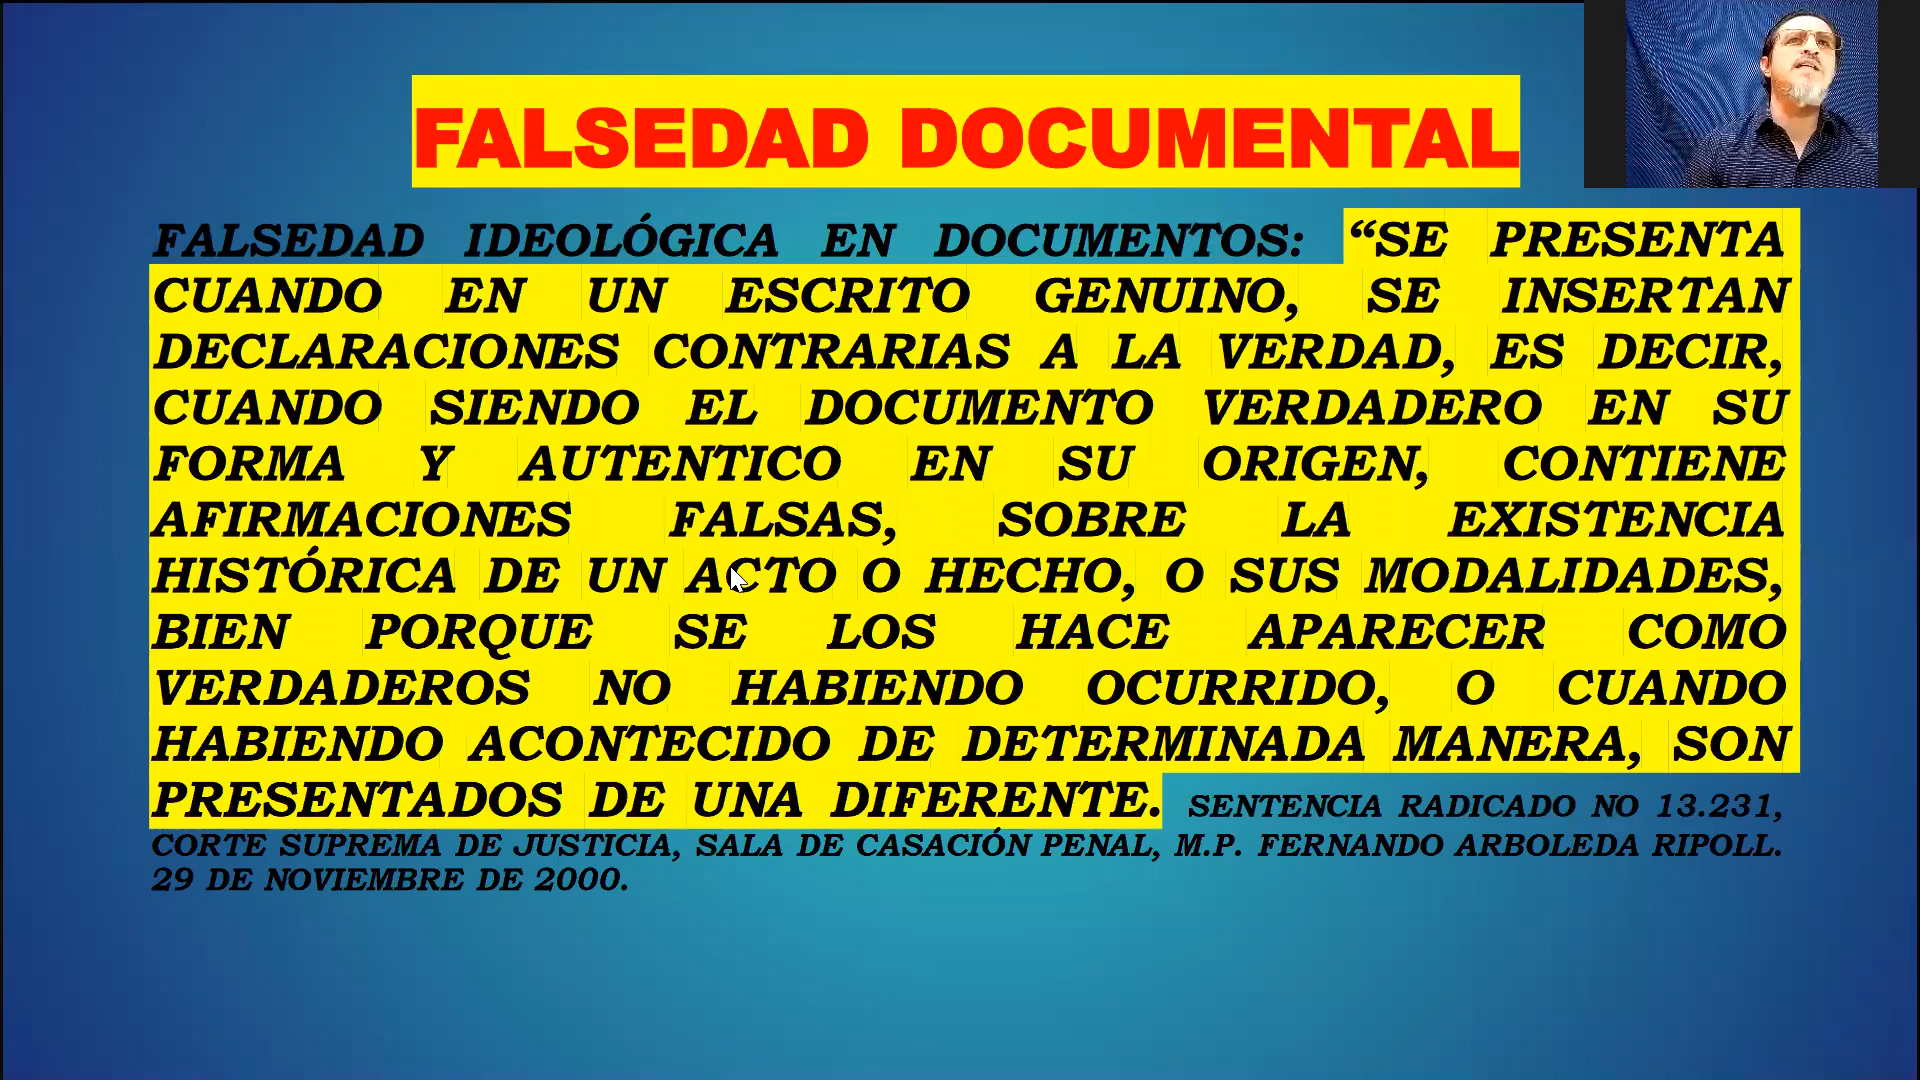 FALSEDAD DOCUMENTAL
FALSEDAD IDEOLÓGICA EN DOCUMENTOS: “SE PRESENTA
CUANDO EN UN ESCRITO GENUINO, SE INSERTAN
DECLARACIONES CONTRARIAS A LA VERDAD, ES DECIR,
CUANDO SIENDO EL DOCUMENTO VERDADERO EN SU
FORMA Y AUTENTICO EN SU ORIGEN, CONTIENE
AFIRMACIONES FALSAS, SOBRE LA EXISTENCIA
HISTÓRICA DE UN ACTO O HECHO, O SUS MODALIDADES,
BIEN PORQUE SE LOS HACE APARECER COMO
VERDADEROS NO HABIENDO OCURRIDO, O CUANDO
HABIENDO ACONTECIDO DE DETERMINADA MANERA, SON
PRESENTADOS DE UNA DIFERENTE. SENTENCIA RADICADO NO 13.231,
CORTE SUPREMA DE JUSTICIA, SALA DE CASACIÓN PENAL, M.P. FERNANDO ARBOLEDA RIPOLL.
29 DE NOVIEMBRE DE 2000.